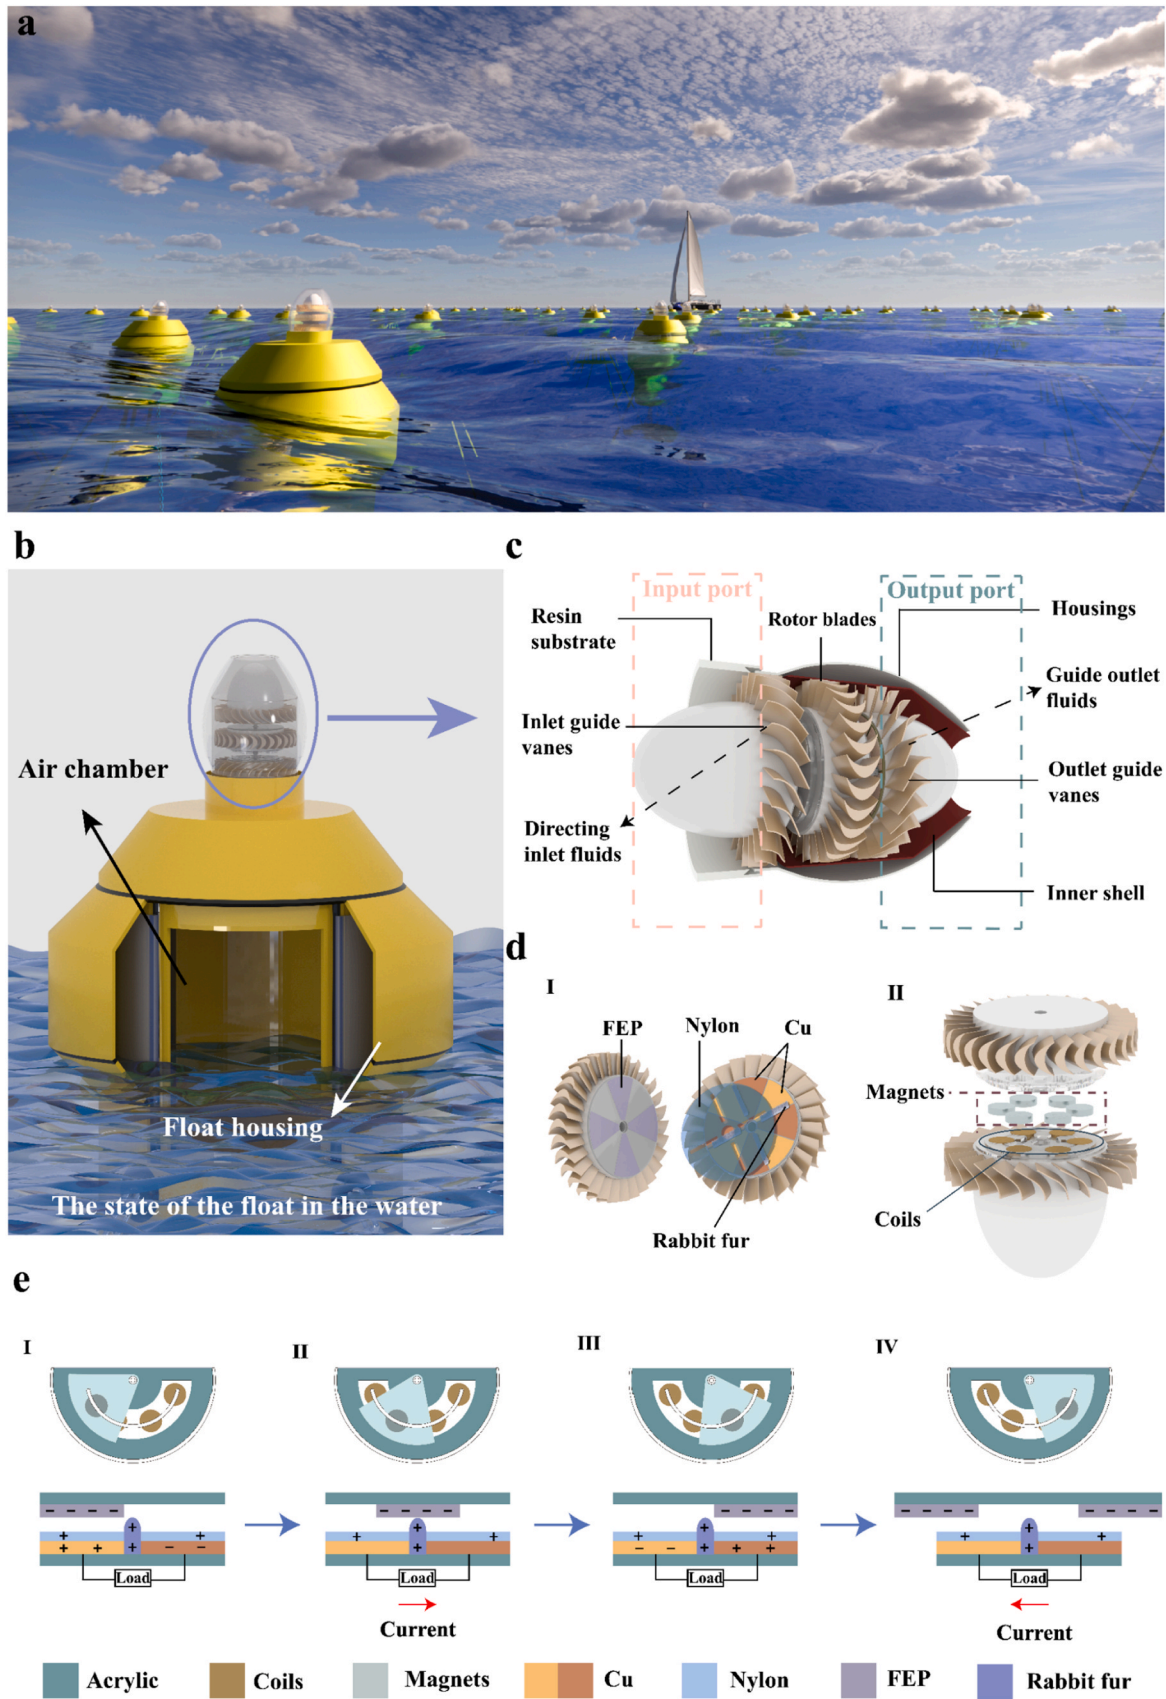 a
b
c
Input port
Output port
Resin
substrate
Rotor blades
Housings
Guide outlet
fluids
Inlet guide
vanes
Outlet guide
vanes
Directing
inlet fluids
Inner shell
Air chamber
Float housing
The state of the float in the water
d
I
II
FEP
Nylon
Cu
Magnets
Rabbit fur
Coils
e
I
II
III
IV
- - - -
- - - -
- - - -
- - - -
- - - -
+
+
+
+
+
+
+
+
+
+
+
+
+ +
+
- -
+
- -
+
+ +
+
Load
Load
Load
Load
Current
Current
Acrylic
Coils
Magnets
Cu
Nylon
FEP
Rabbit fur